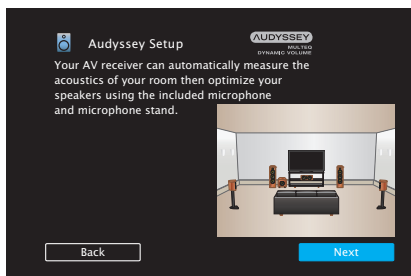 Audyssey Setup
AUDYSSEY
MULTEQ
DYNAMIC VOLUME
Your AV receiver can automatically measure the
acoustics of your room then optimize your
speakers using the included microphone
and microphone stand.
Back
Next